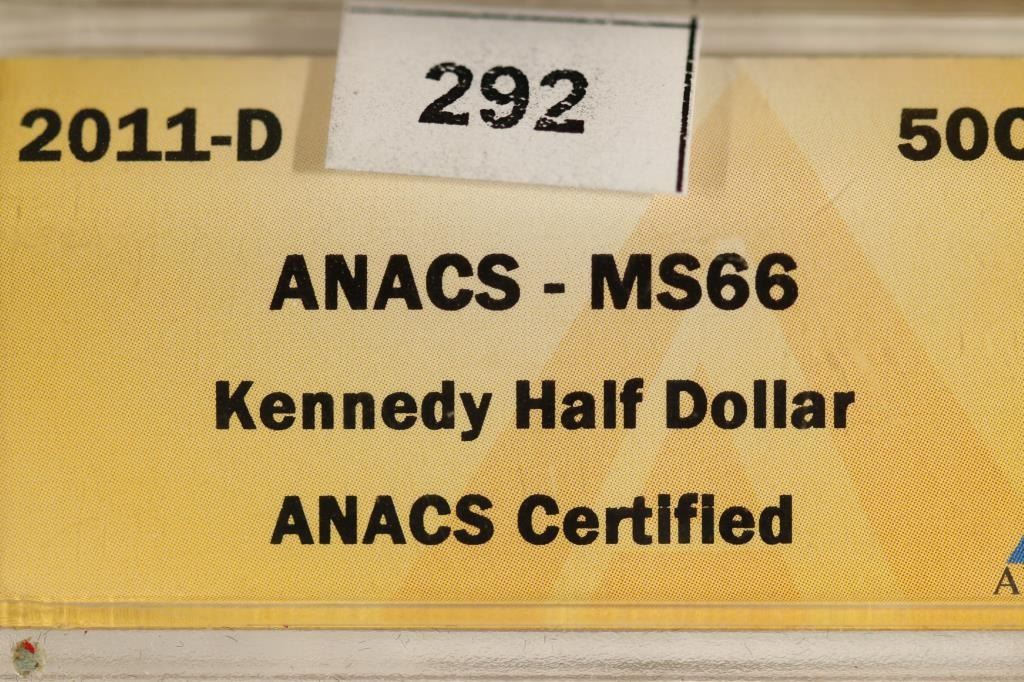 292
2011-D 50C
ANACS - MS66
Kennedy Half Dollar
ANACS Certified
A